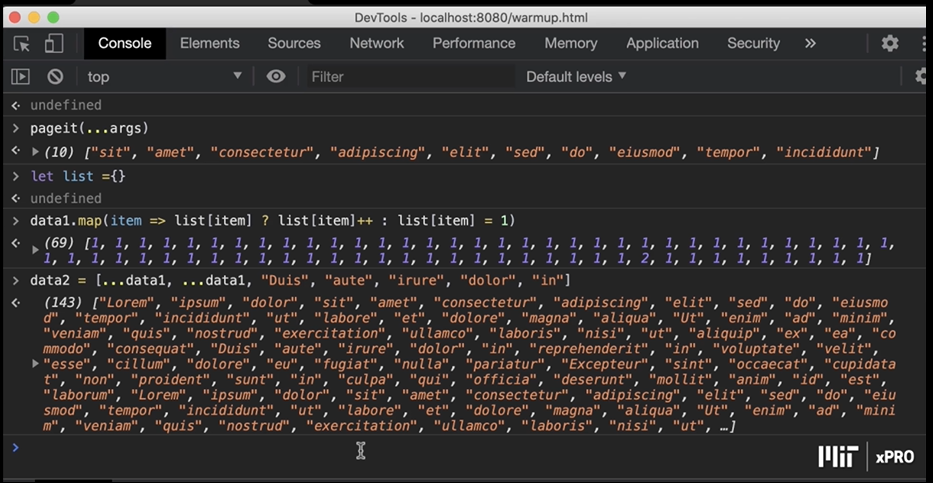 DevTools - localhost:8080/warmup.html
Console Elements Sources Network Performance Memory Application Security »
top ▼ Filter Default levels ▼
undefined
pageit(...args)
(10) ["sit", "amet", "consectetur", "adipiscing", "elit", "sed", "do", "eiusmod", "tempor", "incididunt"]
let list ={}
undefined
data1.map(item => list[item] ? list[item]++ : list[item] = 1)
(69) [1, 1, 1, 1, 1, 1, 1, 1, 1, 1, 1, 1, 1, 1, 1, 1, 1, 1, 1, 1, 1, 1, 1, 1, 1, 1, 1, 1, 1, 1, 1, 1, 1, 1,
1, 1, 1, 1, 1, 1, 1, 1, 1, 1, 1, 1, 1, 1, 1, 1, 1, 1, 1, 1, 1, 1, 1, 1, 1, 2, 1, 1, 1, 1, 1, 1, 1, 1, 1]
data2 = [...data1, ...data1, "Duis", "aute", "irure", "dolor", "in"]
(143) ["Lorem", "ipsum", "dolor", "sit", "amet", "consectetur", "adipiscing", "elit", "sed", "do", "eiusmo
d", "tempor", "incididunt", "ut", "labore", "et", "dolore", "magna", "aliqua", "Ut", "enim", "ad", "minim",
"veniam", "quis", "nostrud", "exercitation", "ullamco", "laboris", "nisi", "ut", "aliquip", "ex", "ea", "co
mmodo", "consequat", "Duis", "aute", "irure", "dolor", "in", "reprehenderit", "in", "voluptate", "velit",
"esse", "cillum", "dolore", "eu", "fugiat", "nulla", "pariatur", "Excepteur", "sint", "occaecat", "cupidata
t", "non", "proident", "sunt", "in", "culpa", "qui", "officia", "deserunt", "mollit", "anim", "id", "est",
"laborum", "Lorem", "ipsum", "dolor", "sit", "amet", "consectetur", "adipiscing", "elit", "sed", "do", "eiu
smod", "tempor", "incididunt", "ut", "labore", "et", "dolore", "magna", "aliqua", "Ut", "enim", "ad", "mini
m", "veniam", "quis", "nostrud", "exercitation", "ullamco", "laboris", "nisi", "ut", …]
MIT xPRO